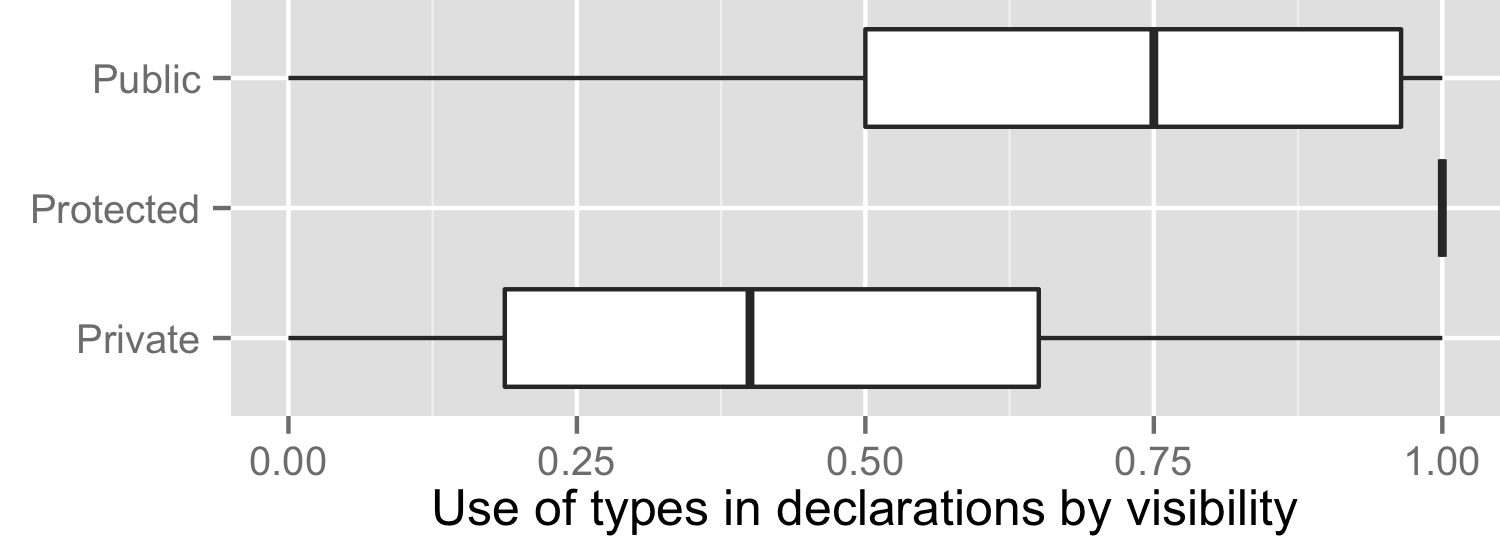 Public
Protected
Private
0.00 0.25 0.50 0.75 1.00
Use of types in declarations by visibility